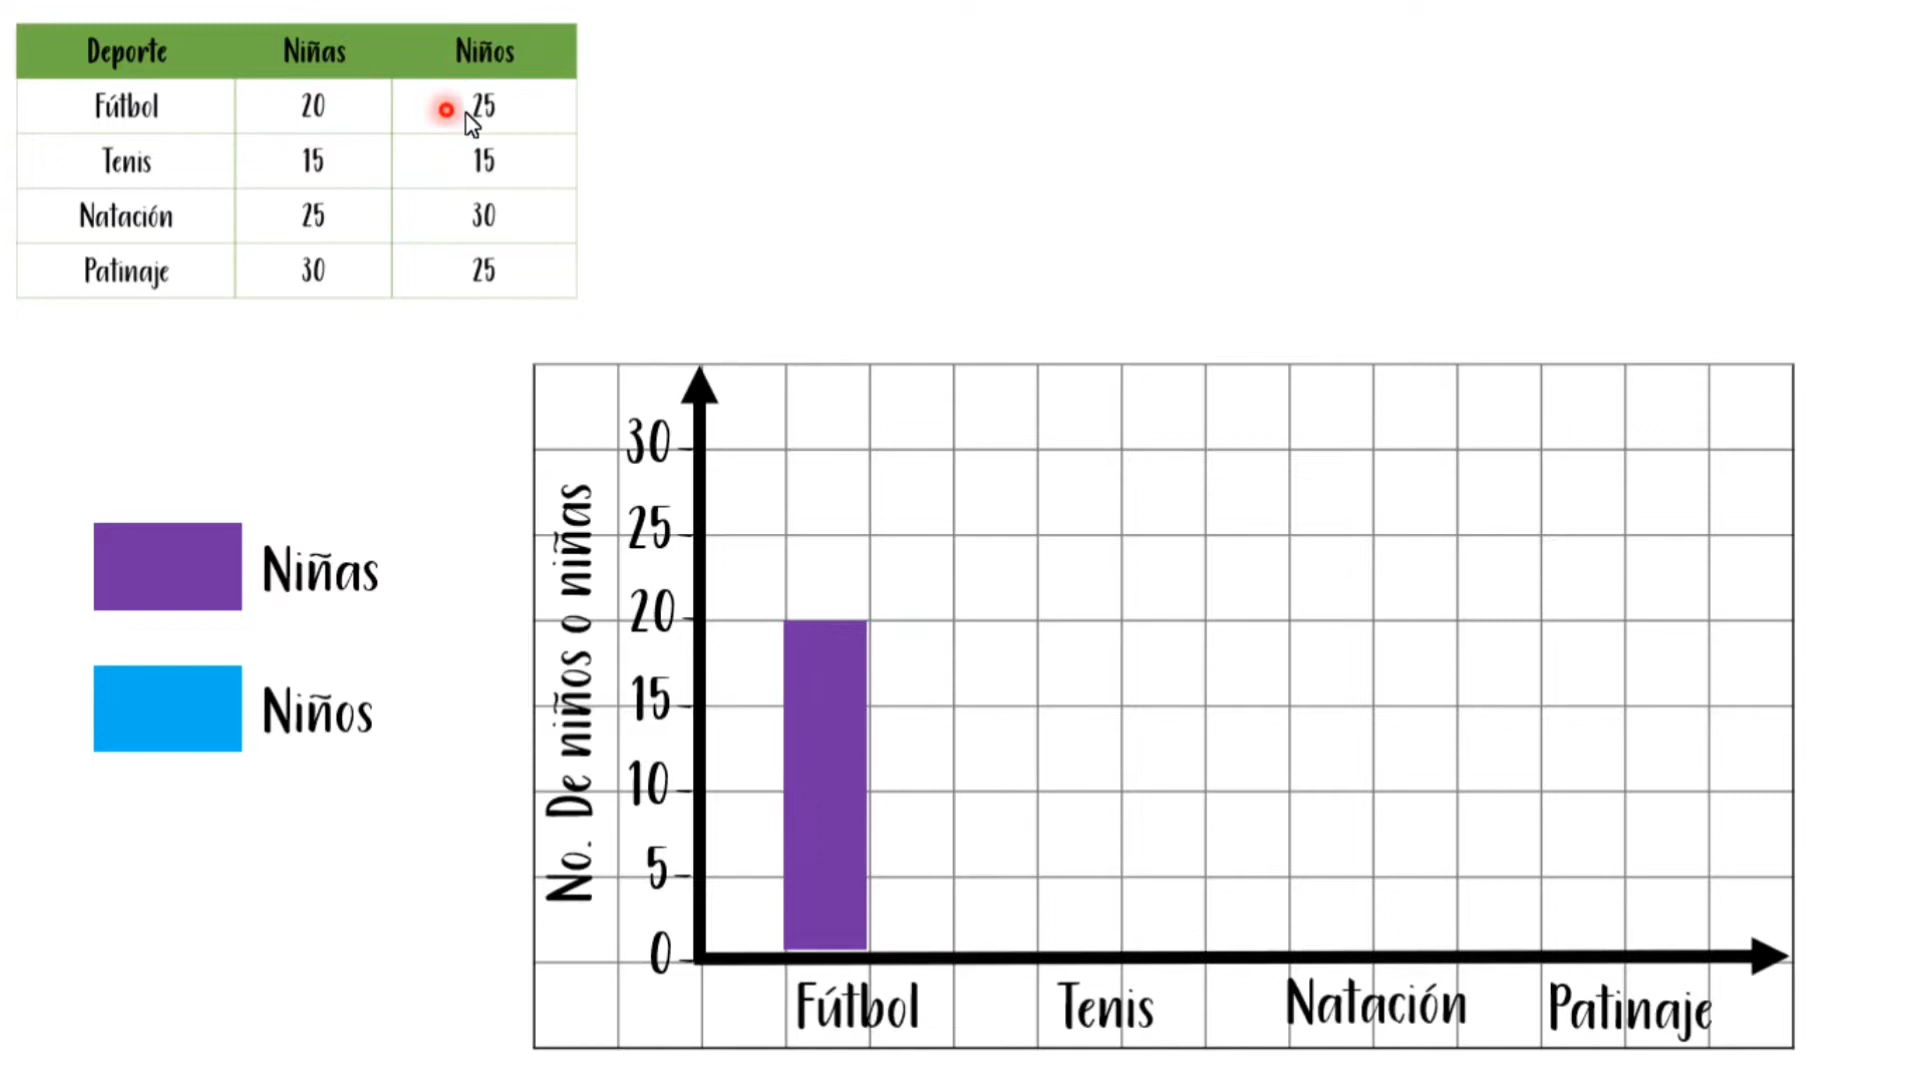 Deporte Niñas Niños
Fútbol 20 25
Tenis 15 15
Natación 25 30
Patinaje 30 25
Niñas
Niños
No. De niños o niñas
30
25
20
15
10
5
0
Fútbol Tenis Natación Patinaje